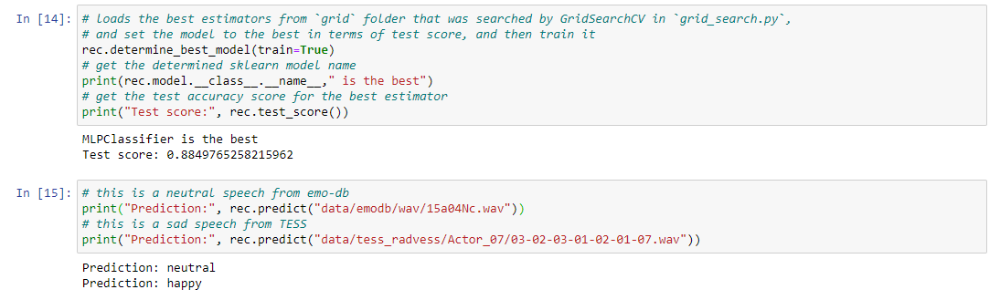 In [14]: # loads the best estimators from `grid` folder that was searched by GridSearchCV in `grid_search.py`,
# and set the model to the best in terms of test score, and then train it
rec.determine_best_model(train=True)
# get the determined sklearn model name
print(rec.model.__class__.__name__," is the best")
# get the test accuracy score for the best estimator
print("Test score:", rec.test_score())
MLPClassifier is the best
Test score: 0.8849765258215962
In [15]: # this is a neutral speech from emo-db
print("Prediction:", rec.predict("data/emodb/wav/15a04Nc.wav"))
# this is a sad speech from TESS
print("Prediction:", rec.predict("data/tess_radvess/Actor_07/03-02-03-01-02-01-07.wav"))
Prediction: neutral
Prediction: happy